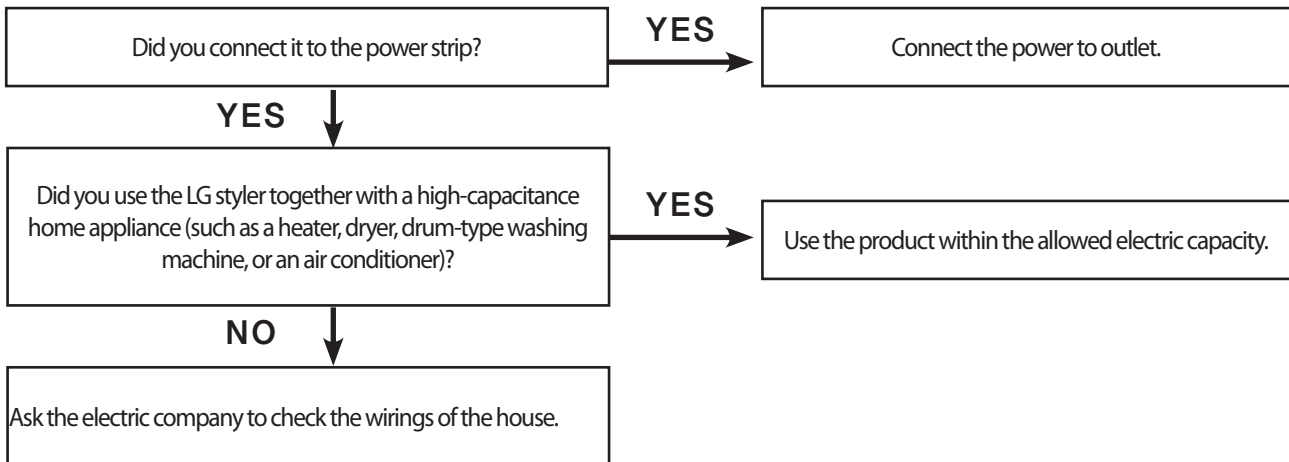 Did you connect it to the power strip?
YES
Connect the power to outlet.
YES
Did you use the LG styler together with a high-capacitance
home appliance (such as a heater, dryer, drum-type washing
machine, or an air conditioner)?
YES
Use the product within the allowed electric capacity.
NO
Ask the electric company to check the wirings of the house.